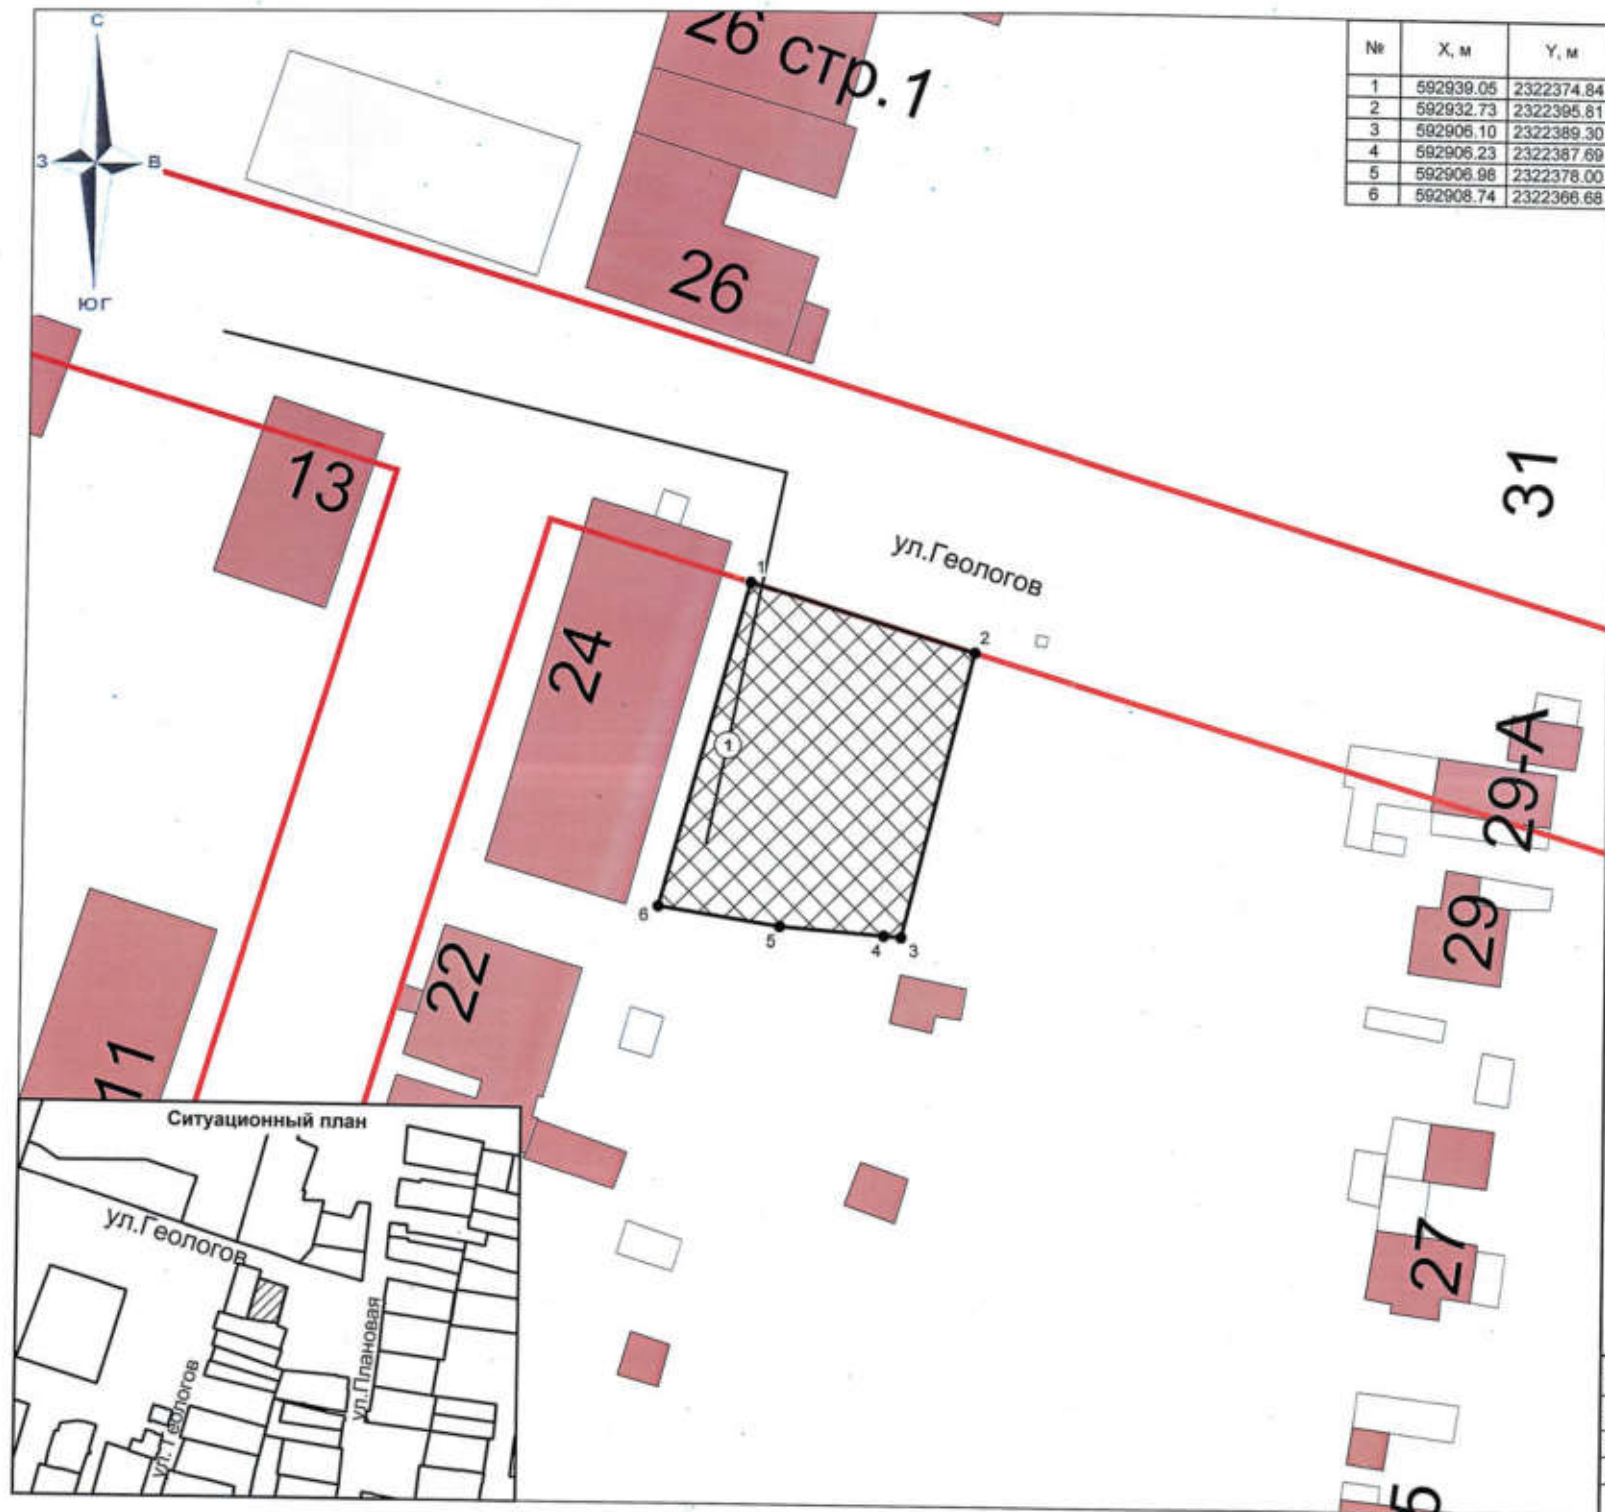 С
З
В
ЮГ
№ X, м Y, м
1 592939.05 2322374.84
2 592932.73 2322395.81
3 592906.10 2322389.30
4 592906.23 2322387.69
5 592906.98 2322378.00
6 592908.74 2322366.68
26 стр.1
26
31
13
ул.Геологов
1
2
24
1
29-А
6
5
4
3
29
22
11
27
5
Ситуационный план
ул.Геологов
ул.Плановая
ул.Геологов